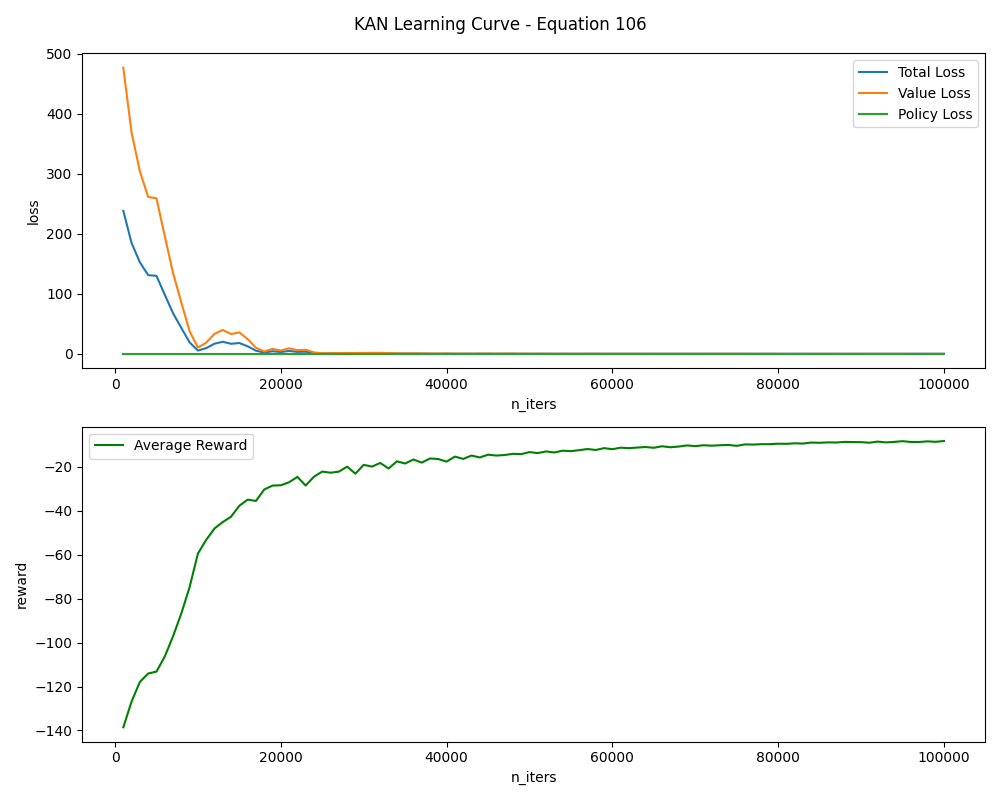 KAN Learning Curve - Equation 106
500
400
300
200
100
0
loss
Total Loss
Value Loss
Policy Loss
0 20000 40000 60000 80000 100000
n_iters
Average Reward
−20
−40
−60
−80
−100
−120
−140
reward
0 20000 40000 60000 80000 100000
n_iters